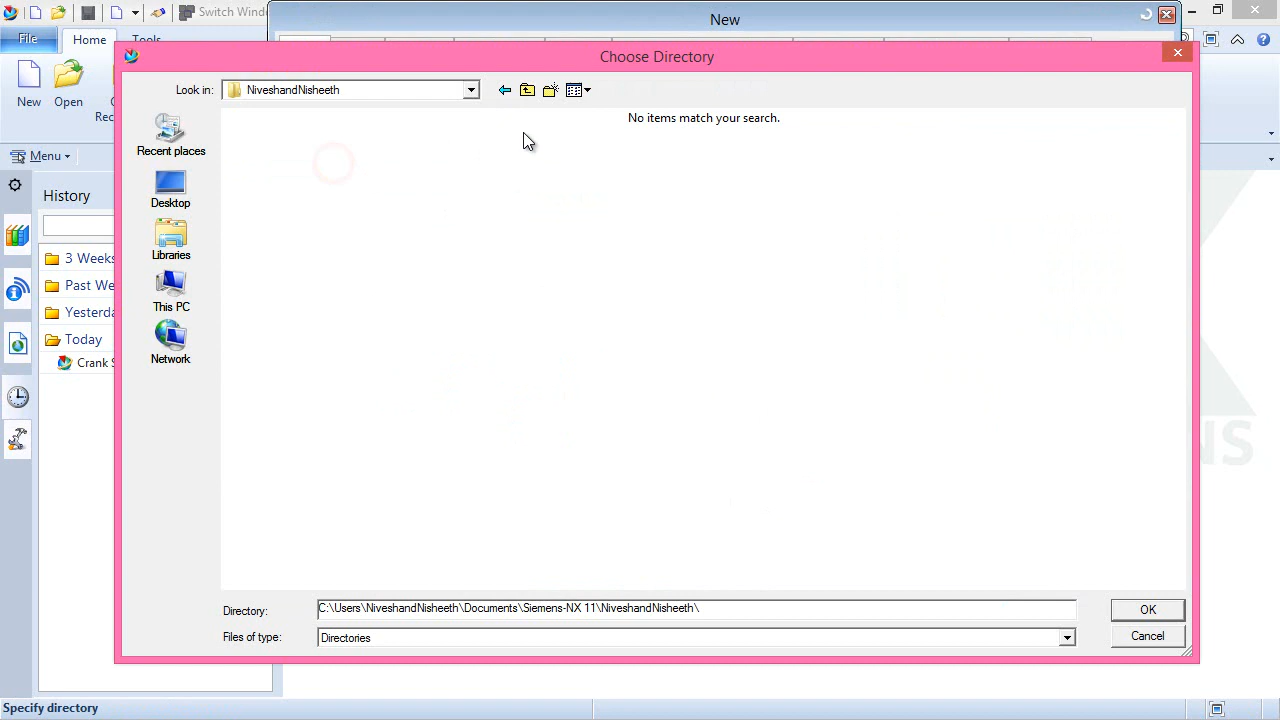 Switch Wind
New
File
Home
Tools
Choose Directory
New
Open
Rec
Look in:
NiveshandNisheeth
No items match your search.
Recent places
Menu
Desktop
History
Libraries
3 Weeks
Past We
This PC
Yesterda
Today
Network
Crank S
NS
Directory:
C:\Users\NiveshandNisheeth\Documents\Siemens-NX 11\NiveshandNisheeth\
OK
Files of type:
Directories
Cancel
Specify directory